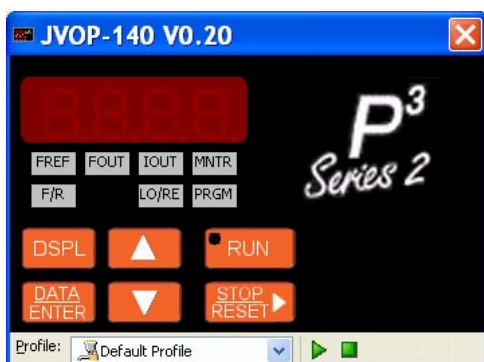 JVOP-140 V0.20
P3
Series 2
FREF FOUT IOUT MNTR
F/R LO/RE PRGM
DSPL RUN
DATA STOP
ENTER RESET
Profile: Default Profile